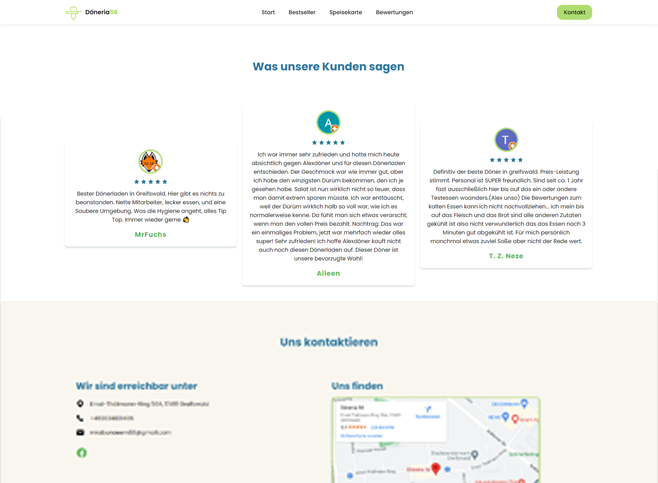 Döneria56
Start
Bestseller
Speisekarte
Bewertungen
Kontakt
Was unsere Kunden sagen
Bester Dönerladen in Greifswald. Hier gibt es nichts zu
beanstonden. Nette Mitarbeiter, lecker essen, und eine
Saubere Umgebung. Was die Hygiene angeht, alles Tip
Top. Immer wieder gerne
MrFuchs
A
Ich war immer sehr zufrieden und hatte mich heute
absichtlich gegen Alexdöner und für diesen Dönerladen
entschieden. Der Geschmack war wie immer gut, aber
ich habe den winzigsten Dürüm bekommen, den ich je
gesehen habe. Salat ist nun wirklich nicht so teuer, dass
man damit extrem sparen müsste. Ich war enttäuscht,
weil der Dürüm wirklich halb so voll war, wie ich es
normalerweise kenne. Da fühlt man sich etwas verarscht,
wenn man den vollen Preis bezahlt. Nachtrag: Das war
ein einmaliges Problem, jetzt war mehrfach wieder alles
super! Sehr zufrieden! Ich hoffe Alexdöner kauft nicht
auch noch diesen Dönerladen auf. Dieser Döner ist
unsere bevorzugte Wahl!
Aileen
T
Definitiv der beste Döner in greifswald. Preis-Leistung
stimmt. Personal ist SUPER freundlich. Sind seit ca. 1 Jahr
fast ausschließlich hier bis auf das ein oder andere
Testessen woanders.(Alex usw) Die Bewertungen zum
kalten Essen kann ich nicht nachvollziehen... ich mein bis
auf das Fleisch und das Brot sind alle anderen Zutaten
gekühlt ist also nicht verwunderlich das das Essen nach 3
Minuten gut abgekühlt ist. Für mich persönlich
manchmal etwas zuviel Soße aber nicht der Rede wert.
T. Z. Neze
Uns kontaktieren
Wir sind erreichbar unter
Ernst-Thälmann-Ring 50A, 17491 Greifswald
Uns finden
Döneria 56